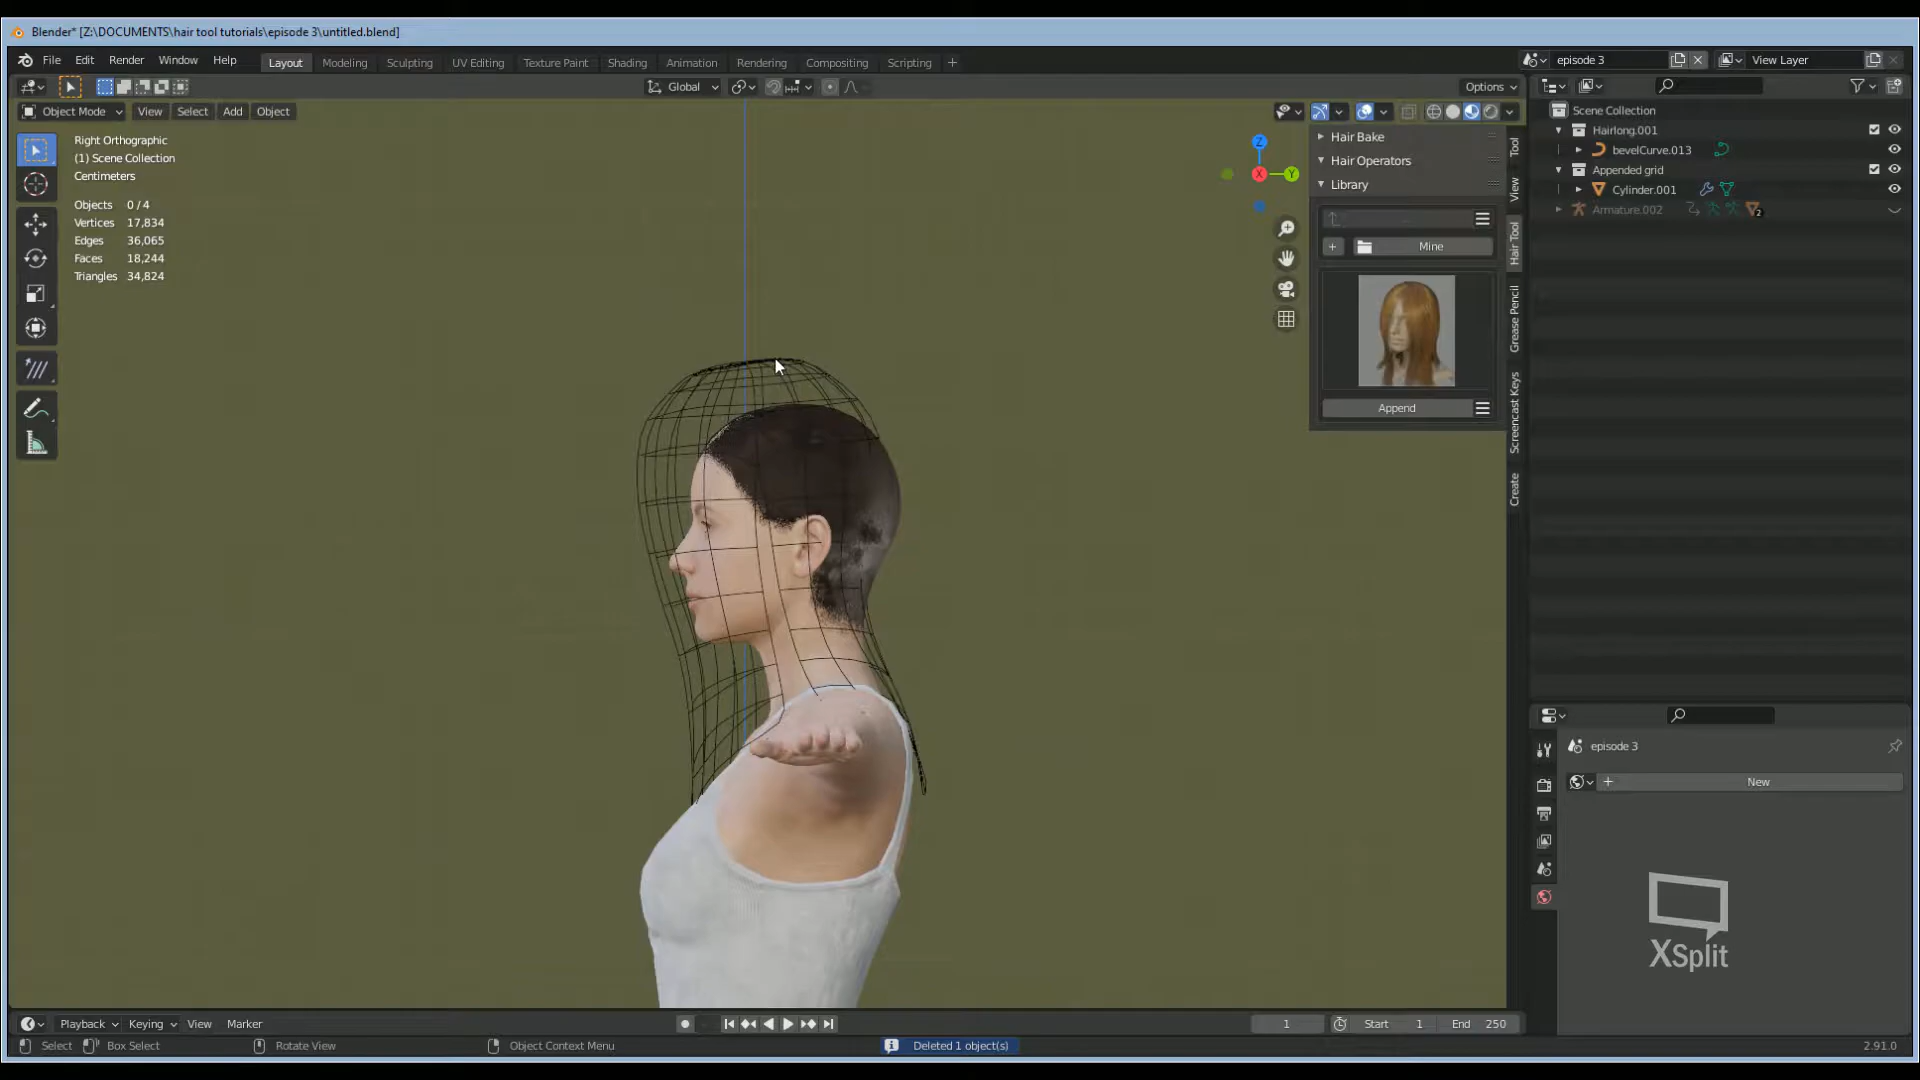 Blender* [Z:\DOCUMENTS\hair tool tutorials\episode 3\untitled.blend]
File Edit Render Window Help Layout Modeling Sculpting UV Editing Texture Paint Shading Animation Rendering Compositing Scripting + episode 3 View Layer
Global Options
Object Mode View Select Add Object
Right Orthographic
(1) Scene Collection
Centimeters
Objects 0 / 4
Vertices 17,834
Edges 36,065
Faces 18,244
Triangles 34,824
Z
X
Y
Hair Bake
Hair Operators
Library
Mine
Append
Tool
View
Hair Tool
Grease Pencil
Screencast Keys
Create
Scene Collection
Hairlong.001
bevelCurve.013
Appended grid
Cylinder.001
Armature.002
2
episode 3
New
XSplit
Playback Keying View Marker 1 Start 1 End 250
Select Box Select Rotate View Object Context Menu Deleted 1 object(s) 2.91.0